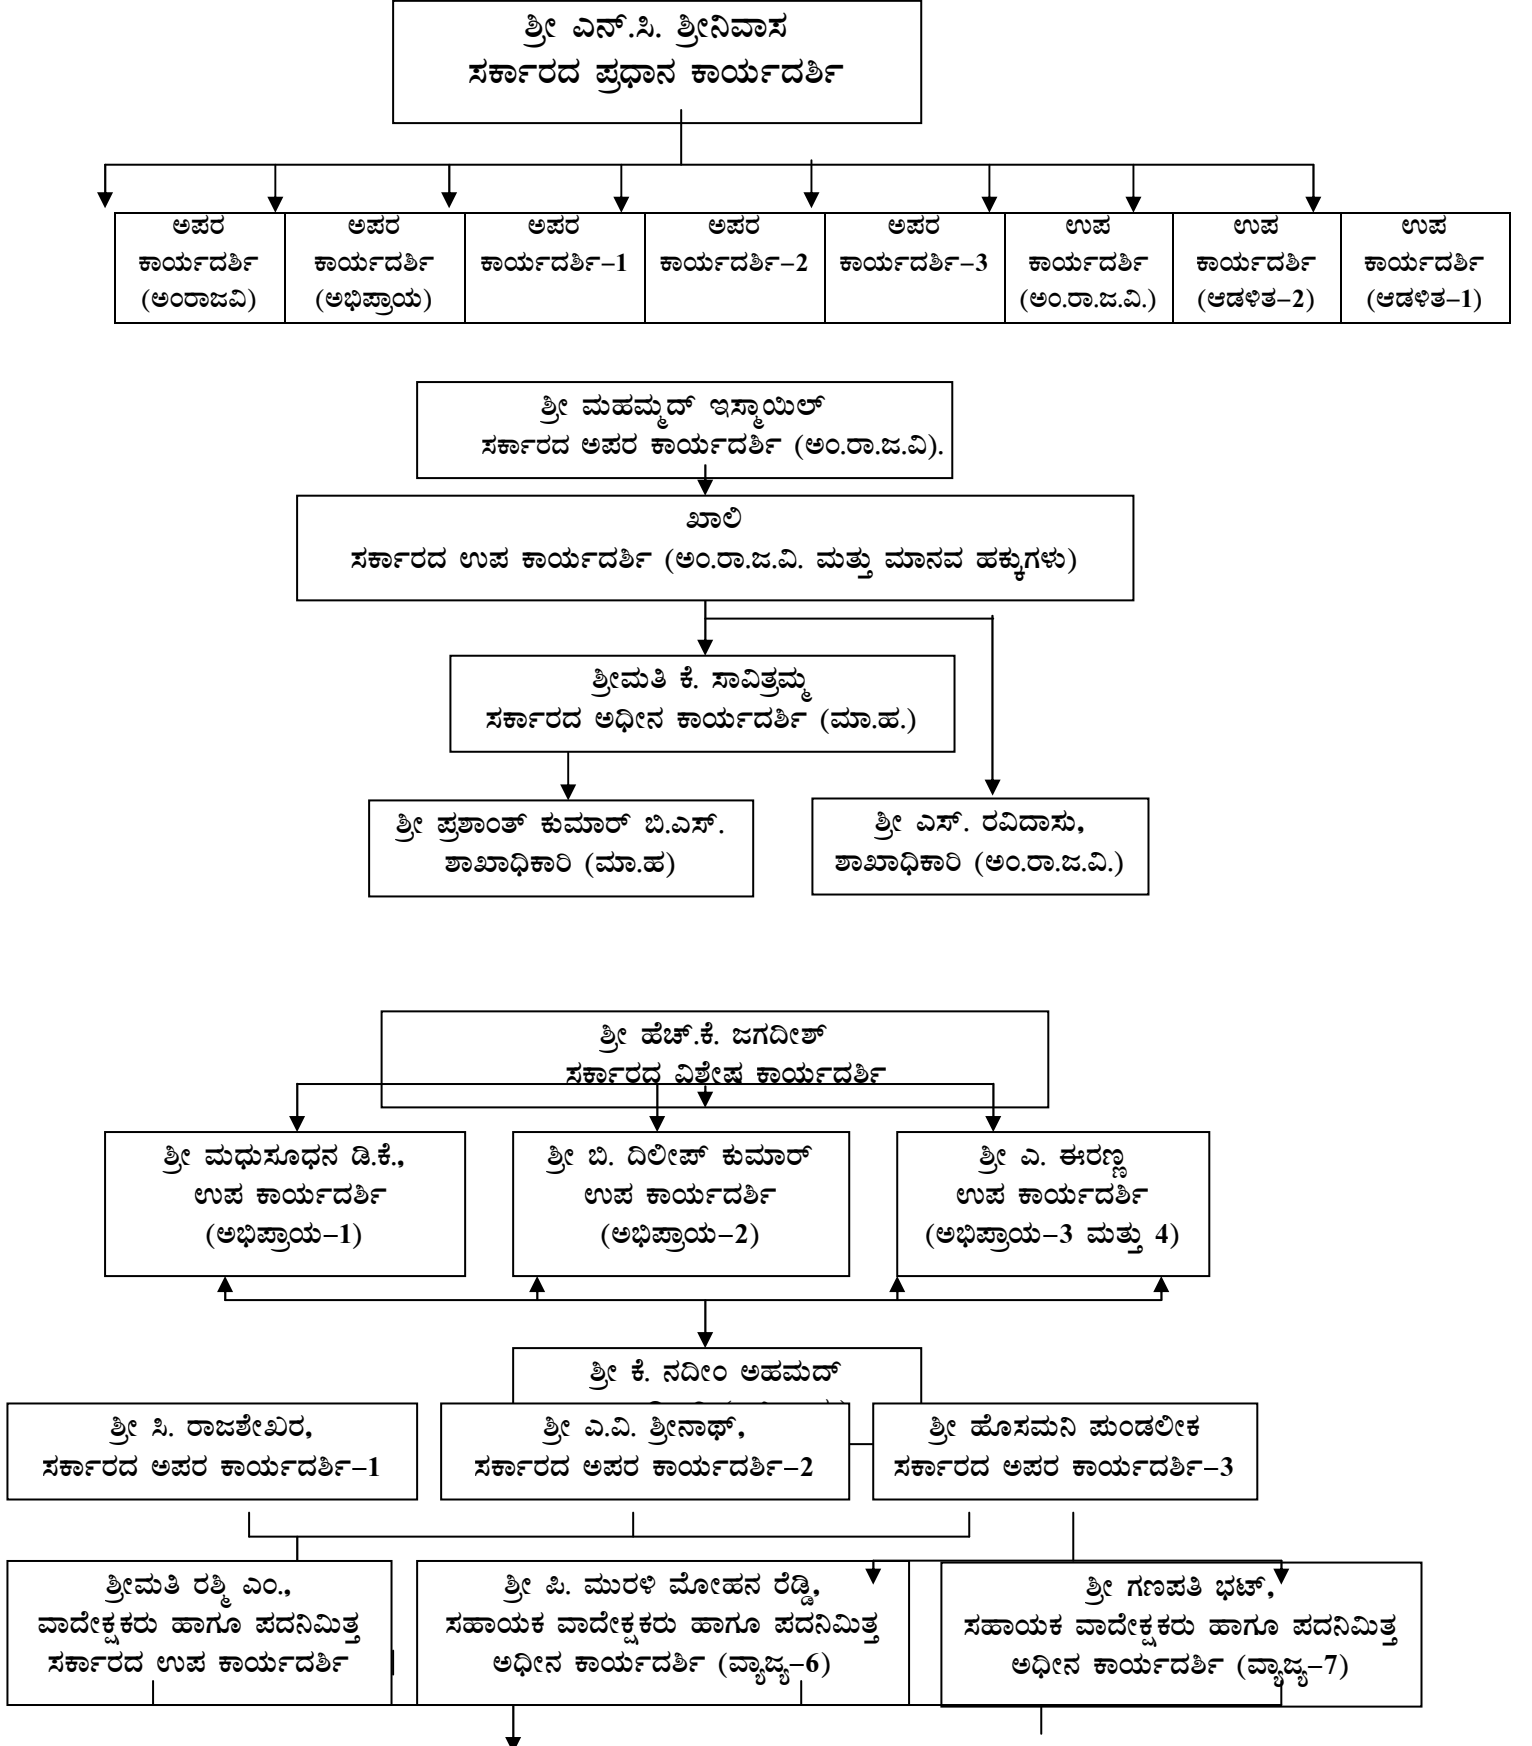 ಶ್ರೀ ಎನ್.ಸಿ. ಶ್ರೀನಿವಾಸ
ಸರ್ಕಾರದ ಪ್ರಧಾನ ಕಾರ್ಯದರ್ಶಿ
ಅಪರ
ಕಾರ್ಯದರ್ಶಿ
(ಅಂರಾಜವಿ)
ಅಪರ
ಕಾರ್ಯದರ್ಶಿ
(ಅಭಿಪ್ರಾಯ)
ಅಪರ
ಕಾರ್ಯದರ್ಶಿ–1
ಅಪರ
ಕಾರ್ಯದರ್ಶಿ–2
ಅಪರ
ಕಾರ್ಯದರ್ಶಿ–3
ಉಪ
ಕಾರ್ಯದರ್ಶಿ
(ಅಂ.ರಾ.ಜ.ವಿ.)
ಉಪ
ಕಾರ್ಯದರ್ಶಿ
(ಆಡಳಿತ–2)
ಉಪ
ಕಾರ್ಯದರ್ಶಿ
(ಆಡಳಿತ–1)
ಶ್ರೀ ಮಹಮ್ಮದ್ ಇಸ್ಮಾಯಿಲ್
ಸರ್ಕಾರದ ಅಪರ ಕಾರ್ಯದರ್ಶಿ (ಅಂ.ರಾ.ಜ.ವಿ).
ಖಾಲಿ
ಸರ್ಕಾರದ ಉಪ ಕಾರ್ಯದರ್ಶಿ (ಅಂ.ರಾ.ಜ.ವಿ. ಮತ್ತು ಮಾನವ ಹಕ್ಕುಗಳು)
ಶ್ರೀಮತಿ ಕೆ. ಸಾವಿತ್ರಮ್ಮ
ಸರ್ಕಾರದ ಅಧೀನ ಕಾರ್ಯದರ್ಶಿ (ಮಾ.ಹ.)
ಶ್ರೀ ಪ್ರಶಾಂತ್ ಕುಮಾರ್ ಬಿ.ಎಸ್.
ಶಾಖಾಧಿಕಾರಿ (ಮಾ.ಹ)
ಶ್ರೀ ಎಸ್. ರವಿದಾಸು,
ಶಾಖಾಧಿಕಾರಿ (ಅಂ.ರಾ.ಜ.ವಿ.)
ಶ್ರೀ ಹೆಚ್.ಕೆ. ಜಗದೀಶ್
ಸರ್ಕಾರದ ವಿಶೇಷ ಕಾರ್ಯದರ್ಶಿ
ಶ್ರೀ ಮಧುಸೂಧನ ಡಿ.ಕೆ.,
ಉಪ ಕಾರ್ಯದರ್ಶಿ
(ಅಭಿಪ್ರಾಯ–1)
ಶ್ರೀ ಬಿ. ದಿಲೀಪ್ ಕುಮಾರ್
ಉಪ ಕಾರ್ಯದರ್ಶಿ
(ಅಭಿಪ್ರಾಯ–2)
ಶ್ರೀ ಎ. ಈರಣ್ಣ
ಉಪ ಕಾರ್ಯದರ್ಶಿ
(ಅಭಿಪ್ರಾಯ–3 ಮತ್ತು 4)
ಶ್ರೀ ಕೆ. ನದೀಂ ಅಹಮದ್
ಶ್ರೀ ಸಿ. ರಾಜಶೇಖರ,
ಸರ್ಕಾರದ ಅಪರ ಕಾರ್ಯದರ್ಶಿ–1
ಶ್ರೀ ಎ.ವಿ. ಶ್ರೀನಾಥ್,
ಸರ್ಕಾರದ ಅಪರ ಕಾರ್ಯದರ್ಶಿ–2
ಶ್ರೀ ಹೊಸಮನಿ ಪುಂಡಲೀಕ
ಸರ್ಕಾರದ ಅಪರ ಕಾರ್ಯದರ್ಶಿ–3
ಶ್ರೀಮತಿ ರಶ್ಮಿ ಎಂ.,
ವಾದೇಕ್ಷಕರು ಹಾಗೂ ಪದನಿಮಿತ್ತ
ಸರ್ಕಾರದ ಉಪ ಕಾರ್ಯದರ್ಶಿ
ಶ್ರೀ ಪಿ. ಮುರಳಿ ಮೋಹನ ರೆಡ್ಡಿ,
ಸಹಾಯಕ ವಾದೇಕ್ಷಕರು ಹಾಗೂ ಪದನಿಮಿತ್ತ
ಅಧೀನ ಕಾರ್ಯದರ್ಶಿ (ವ್ಯಾಜ್ಯ–6)
ಶ್ರೀ ಗಣಪತಿ ಭಟ್,
ಸಹಾಯಕ ವಾದೇಕ್ಷಕರು ಹಾಗೂ ಪದನಿಮಿತ್ತ
ಅಧೀನ ಕಾರ್ಯದರ್ಶಿ (ವ್ಯಾಜ್ಯ–7)